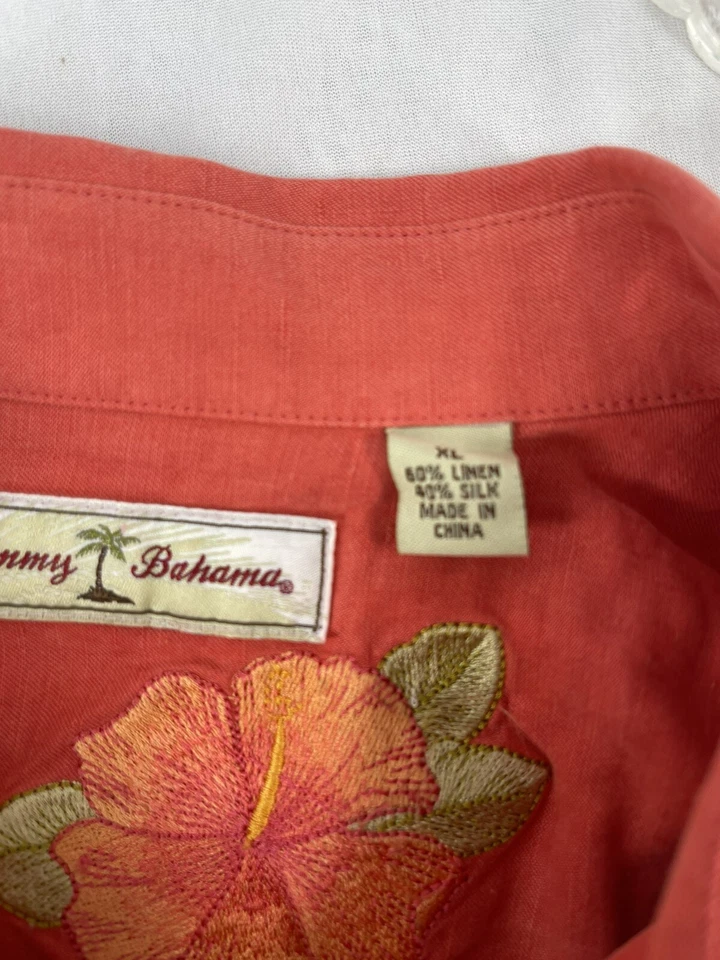 mmy Bahama®
XL
60% LINEN
40% SILK
MADE IN
CHINA